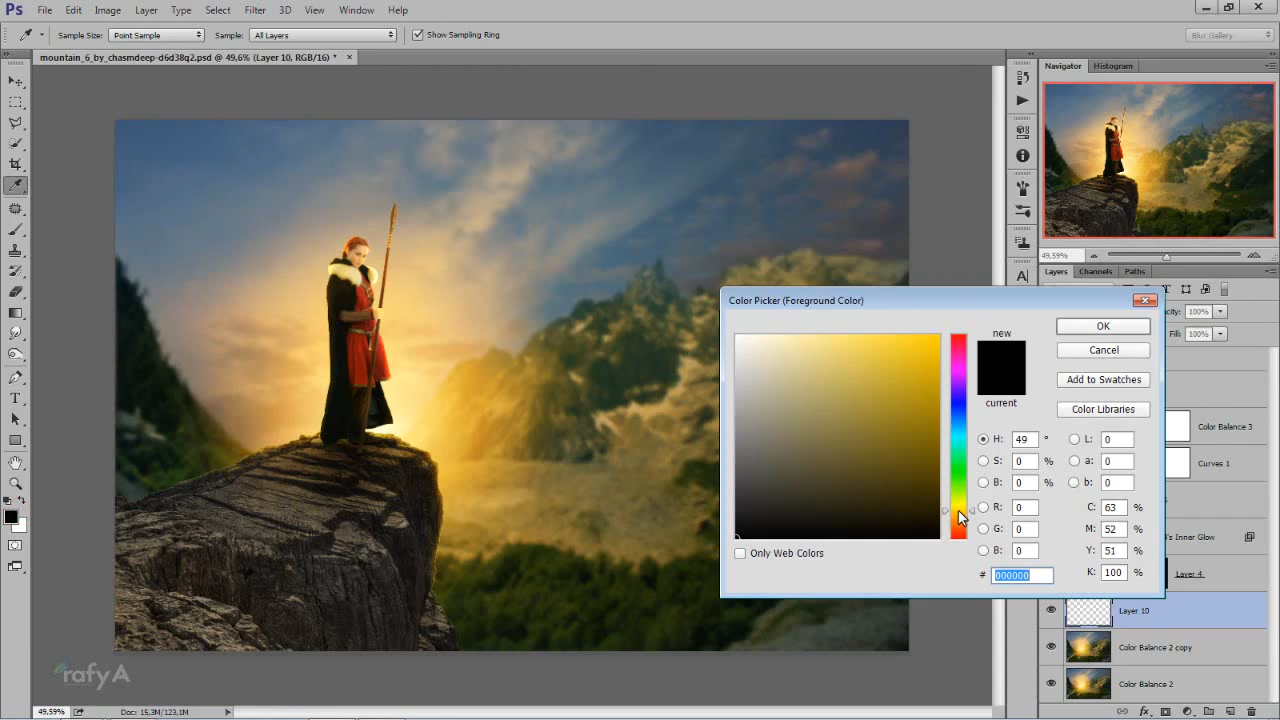 Ps File Edit Image Layer Type Select Filter 3D View Window Help
Sample Size: Point Sample Sample: All Layers Show Sampling Ring Blur Gallery
mountain_6_by_chasmdeep-d6d38q2.psd @ 49,6% (Layer 10, RGB/16) * ×
Navigator Histogram
49,59%
Layers Channels Paths
100%
Fill: 100%
Color Balance 3
Curves 1
's Inner Glow
Layer 4
Layer 10
Color Balance 2 copy
Color Balance 2
Color Picker (Foreground Color)
new
current
OK
Cancel
Add to Swatches
Color Libraries
H: 49 ° L: 0
S: 0 % a: 0
B: 0 % b: 0
R: 0 C: 63 %
G: 0 M: 52 %
B: 0 Y: 51 %
# 000000 K: 100 %
Only Web Colors
rafyA
49,59% Doc: 15,3M/123,1M